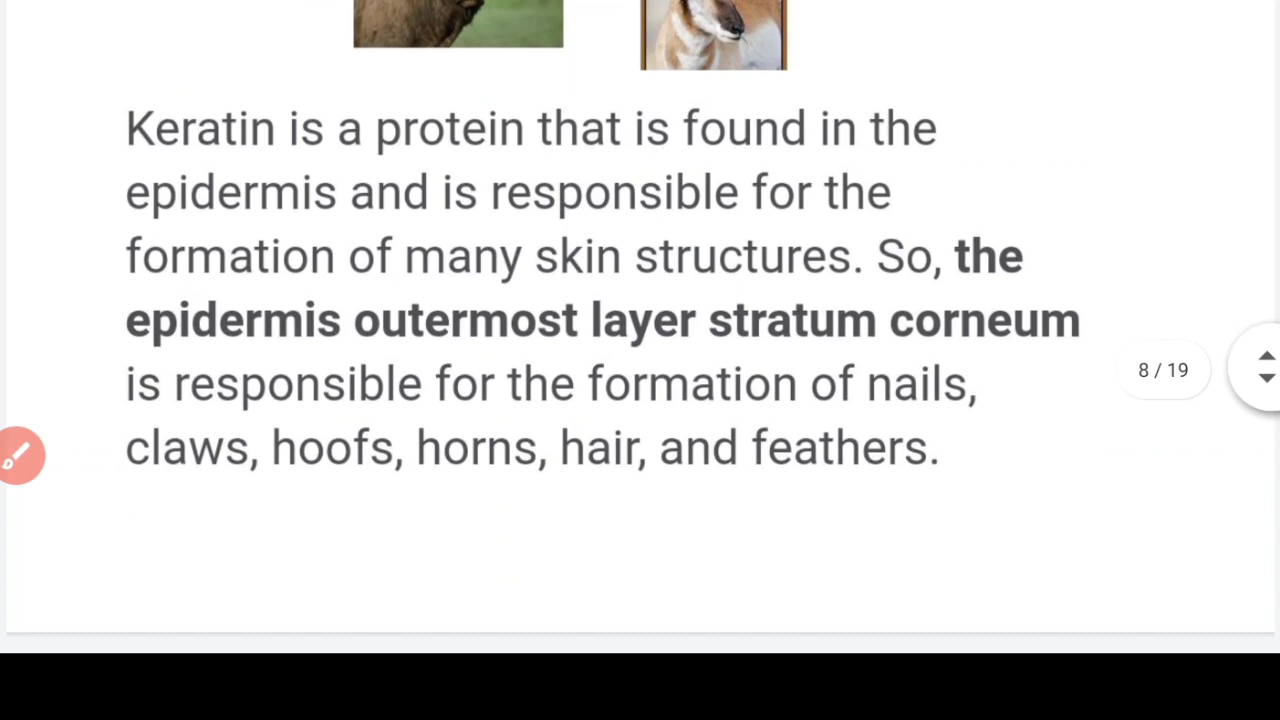 Keratin is a protein that is found in the
epidermis and is responsible for the
formation of many skin structures. So, the
epidermis outermost layer stratum corneum
is responsible for the formation of nails,
claws, hoofs, horns, hair, and feathers.
8 / 19